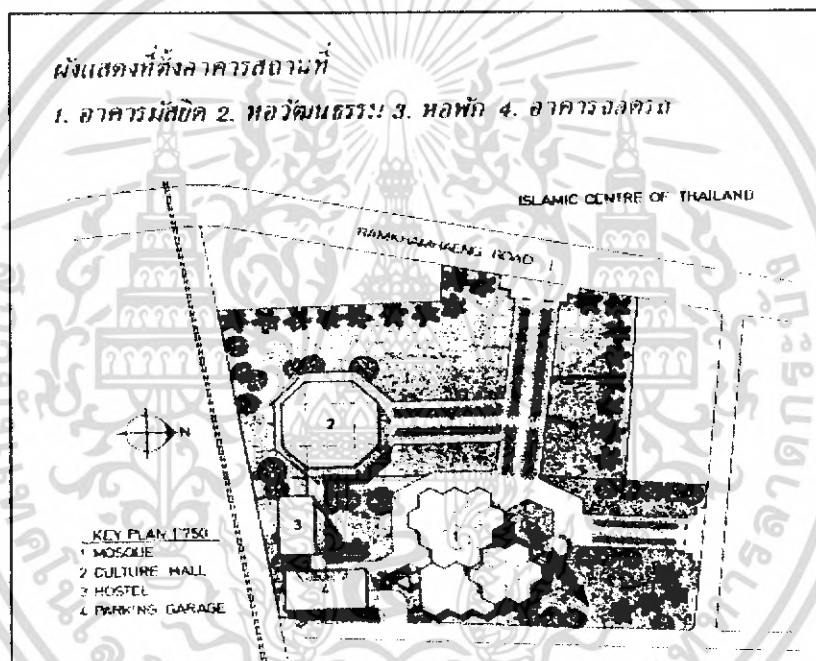 ผังแสดงที่ตั้งอาคารสถานที่
1. อาคารมัสยิด 2. หอวัฒนธรรม 3. หอพัก 4. อาคารจอดรถ
ISLAMIC CENTRE OF THAILAND
RAMKHAMHAENG ROAD
2
N
3
4
KEY PLAN 1:750
1 MOSQUE
2 CULTURE HALL
3 HOSTEL
4 PARKING GARAGE